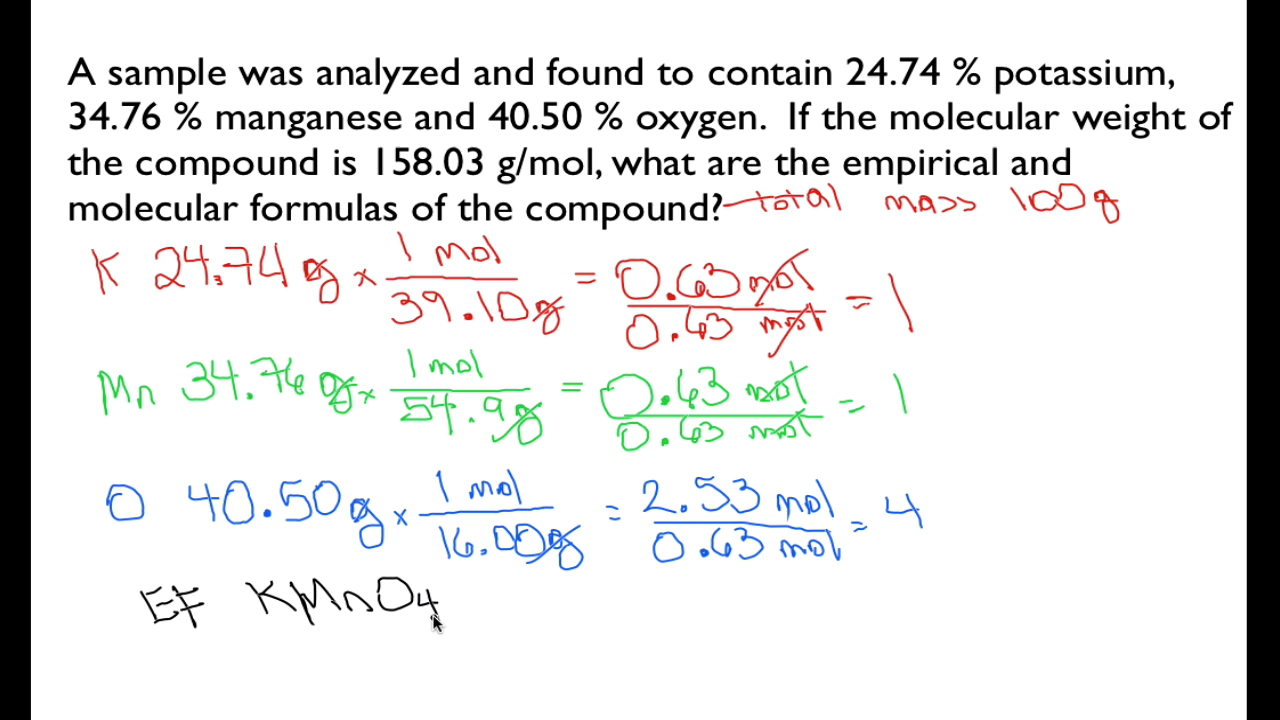 A sample was analyzed and found to contain 24.74 % potassium,
34.76 % manganese and 40.50 % oxygen. If the molecular weight of
the compound is 158.03 g/mol, what are the empirical and
molecular formulas of the compound? total mass 100g
K 24.74 g x 1 mol / 39.10g = 0.63 mol / 0.63 mol = 1
Mn 34.76 g x 1 mol / 54.9g = 0.63 mol / 0.63 mol = 1
O 40.50g x 1 mol / 16.00g = 2.53 mol / 0.63 mol = 4
EF KMnO4